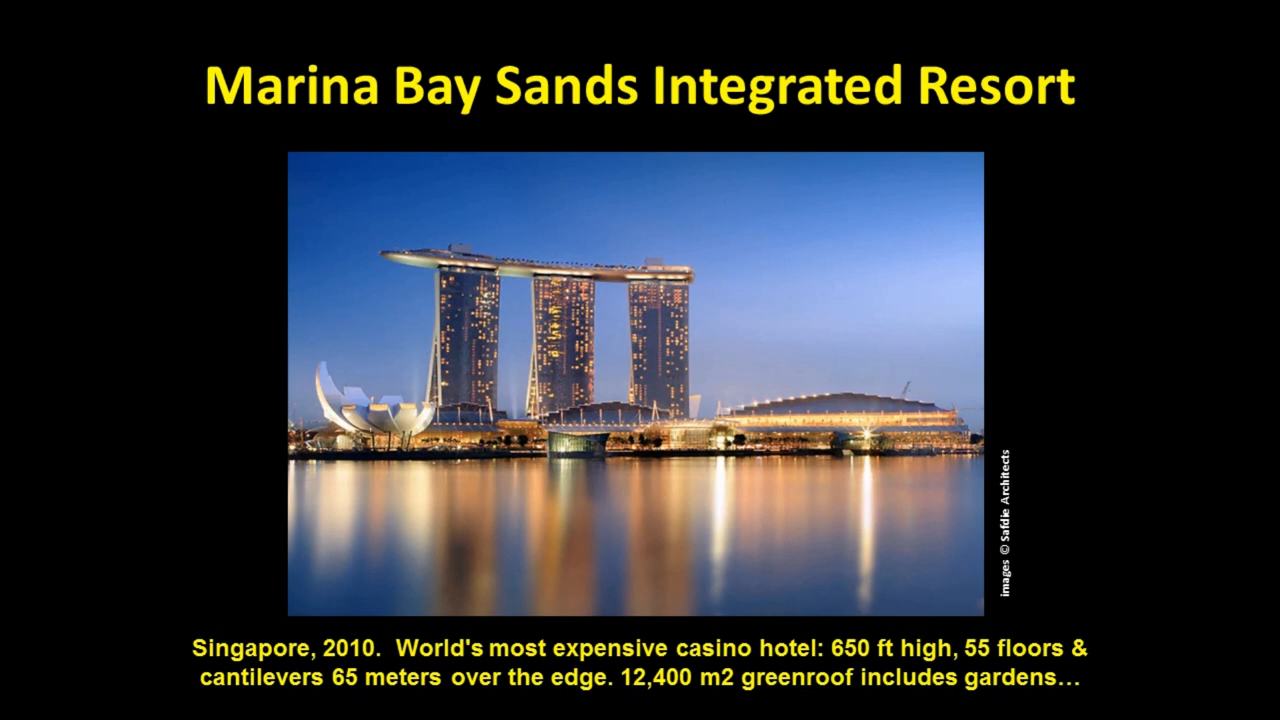 Marina Bay Sands Integrated Resort
images © Safdie Architects
Singapore, 2010.  World's most expensive casino hotel: 650 ft high, 55 floors &
cantilevers 65 meters over the edge. 12,400 m2 greenroof includes gardens…